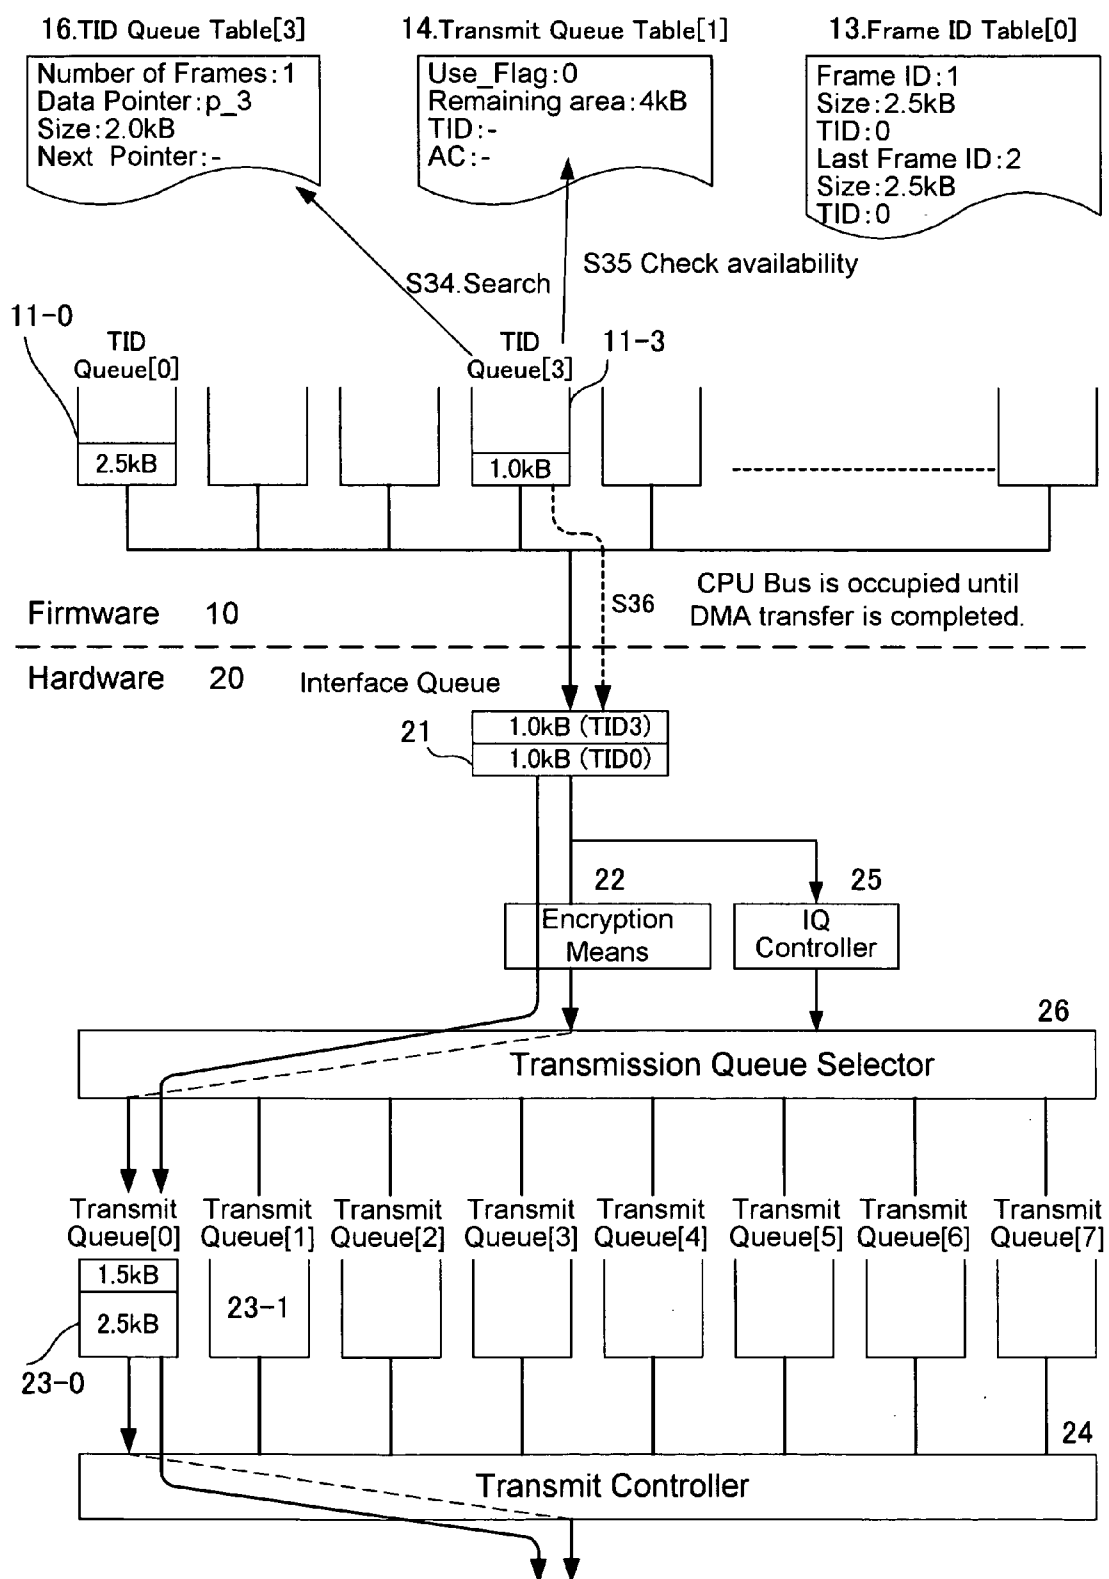 16.TID Queue Table[3]
14.Transmit Queue Table[1]
13.Frame ID Table[0]
Number of Frames:1
Data Pointer:p_3
Size:2.0kB
Next Pointer:-
Use_Flag:0
Remaining area:4kB
TID:-
AC:-
Frame ID:1
Size:2.5kB
TID:0
Last Frame ID:2
Size:2.5kB
TID:0
S34.Search
S35 Check availability
11-0
TID
Queue[0]
TID
Queue[3]
11-3
2.5kB
1.0kB
S36
CPU Bus is occupied until
DMA transfer is completed.
Firmware 10
Hardware 20
Interface Queue
21
1.0kB (TID3)
1.0kB (TID0)
22
25
Encryption
Means
IQ
Controller
26
Transmission Queue Selector
Transmit
Queue[0]
Transmit
Queue[1]
Transmit
Queue[2]
Transmit
Queue[3]
Transmit
Queue[4]
Transmit
Queue[5]
Transmit
Queue[6]
Transmit
Queue[7]
1.5kB
2.5kB
23-1
23-0
24
Transmit Controller